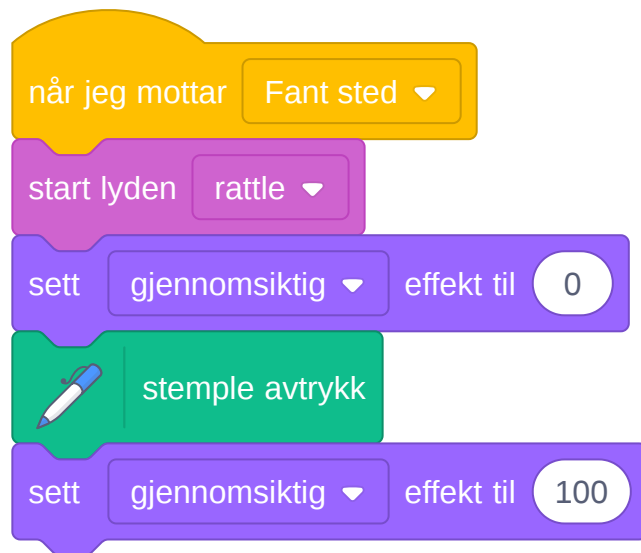 når jeg mottar Fant sted
start lyden rattle
sett gjennomsiktig effekt til 0
stemple avtrykk
sett gjennomsiktig effekt til 100